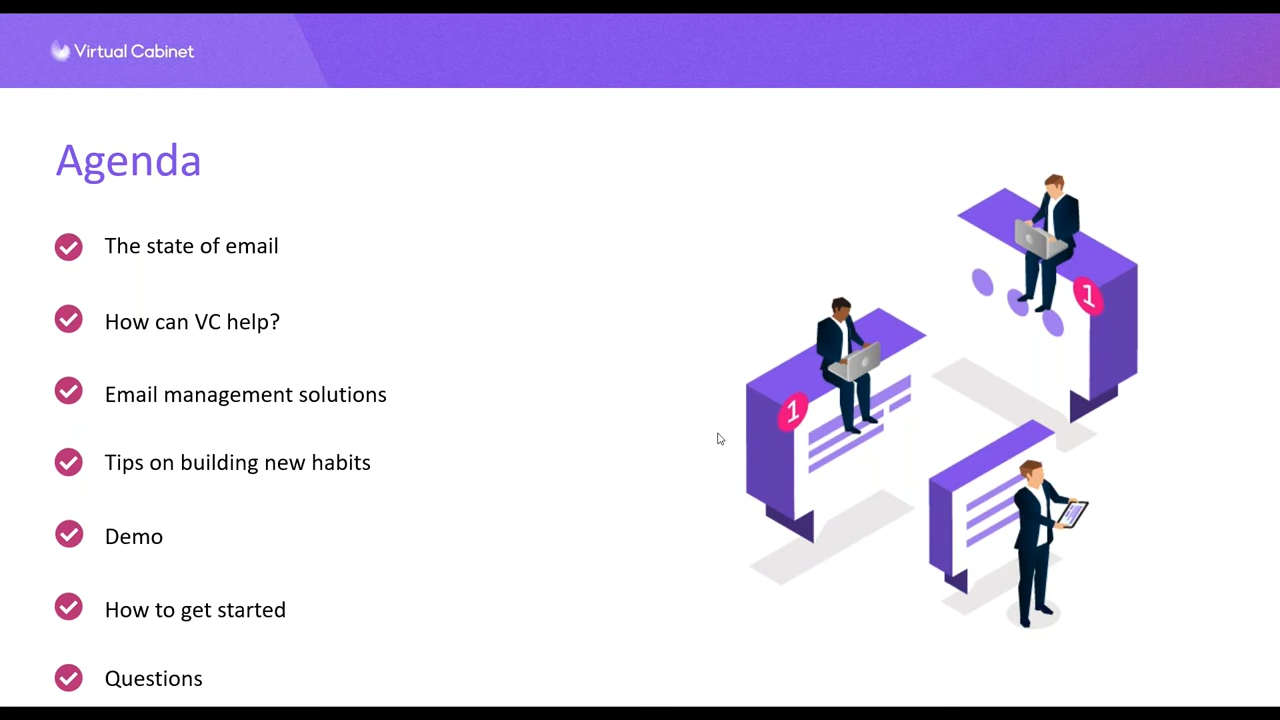 Virtual Cabinet
Agenda
The state of email
How can VC help?
Email management solutions
Tips on building new habits
Demo
How to get started
Questions
1
1